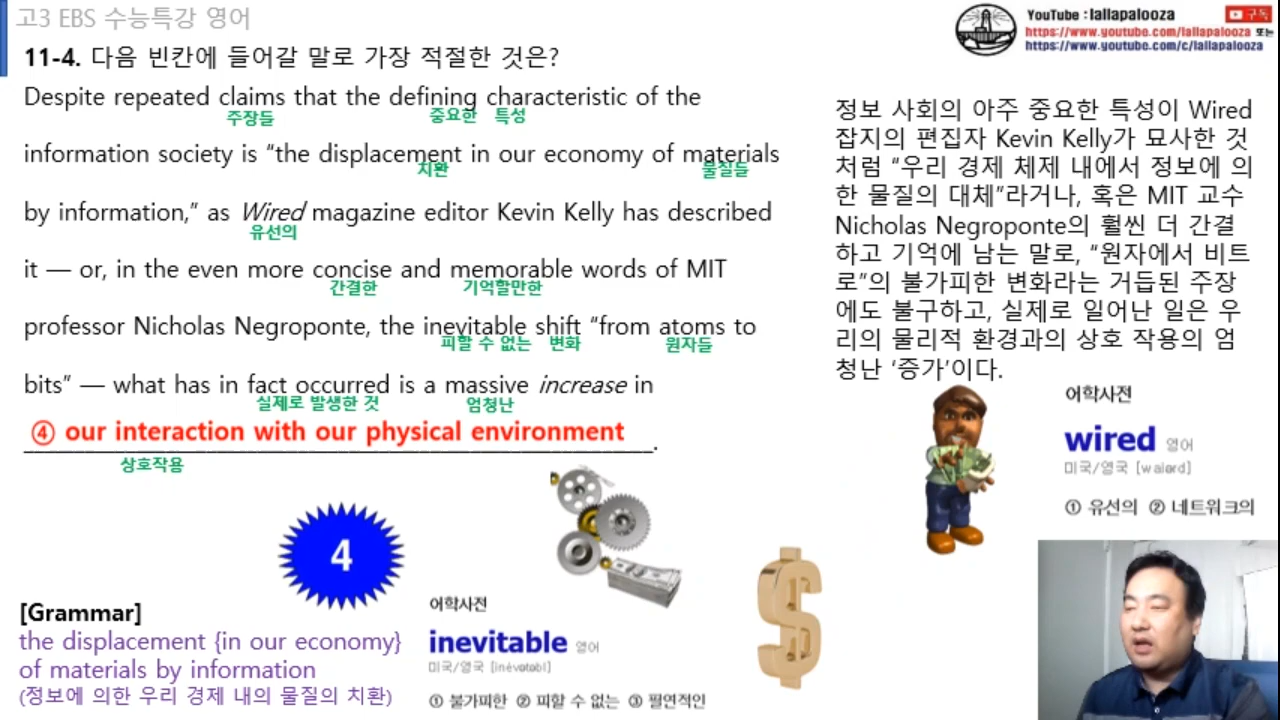 고3 EBS 수능특강 영어
YouTube : lallapalooza
구독
https://www.youtube.com/lallapalooza 또는
https://www.youtube.com/c/lallapalooza
11-4. 다음 빈칸에 들어갈 말로 가장 적절한 것은?
Despite repeated claims that the defining characteristic of the
주장들 중요한 특성
information society is “the displacement in our economy of materials
치환 물질들
by information,” as Wired magazine editor Kevin Kelly has described
유선의
it — or, in the even more concise and memorable words of MIT
간결한 기억할만한
professor Nicholas Negroponte, the inevitable shift “from atoms to
피할 수 없는 변화 원자들
bits” — what has in fact occurred is a massive increase in
실제로 발생한 것 엄청난
④ our interaction with our physical environment.
상호작용
정보 사회의 아주 중요한 특성이 Wired
잡지의 편집자 Kevin Kelly가 묘사한 것
처럼 “우리 경제 체제 내에서 정보에 의
한 물질의 대체”라거나, 혹은 MIT 교수
Nicholas Negroponte의 훨씬 더 간결
하고 기억에 남는 말로, “원자에서 비트
로”의 불가피한 변화라는 거듭된 주장
에도 불구하고, 실제로 일어난 일은 우
리의 물리적 환경과의 상호 작용의 엄
청난 ‘증가’이다.
어학사전
wired 영어
미국/영국 [waiərd]
① 유선의 ② 네트워크의
4
$
[Grammar]
the displacement {in our economy}
of materials by information
(정보에 의한 우리 경제 내의 물질의 치환)
어학사전
inevitable 영어
미국/영국 [inévətəbl]
① 불가피한 ② 피할 수 없는 ③ 필연적인